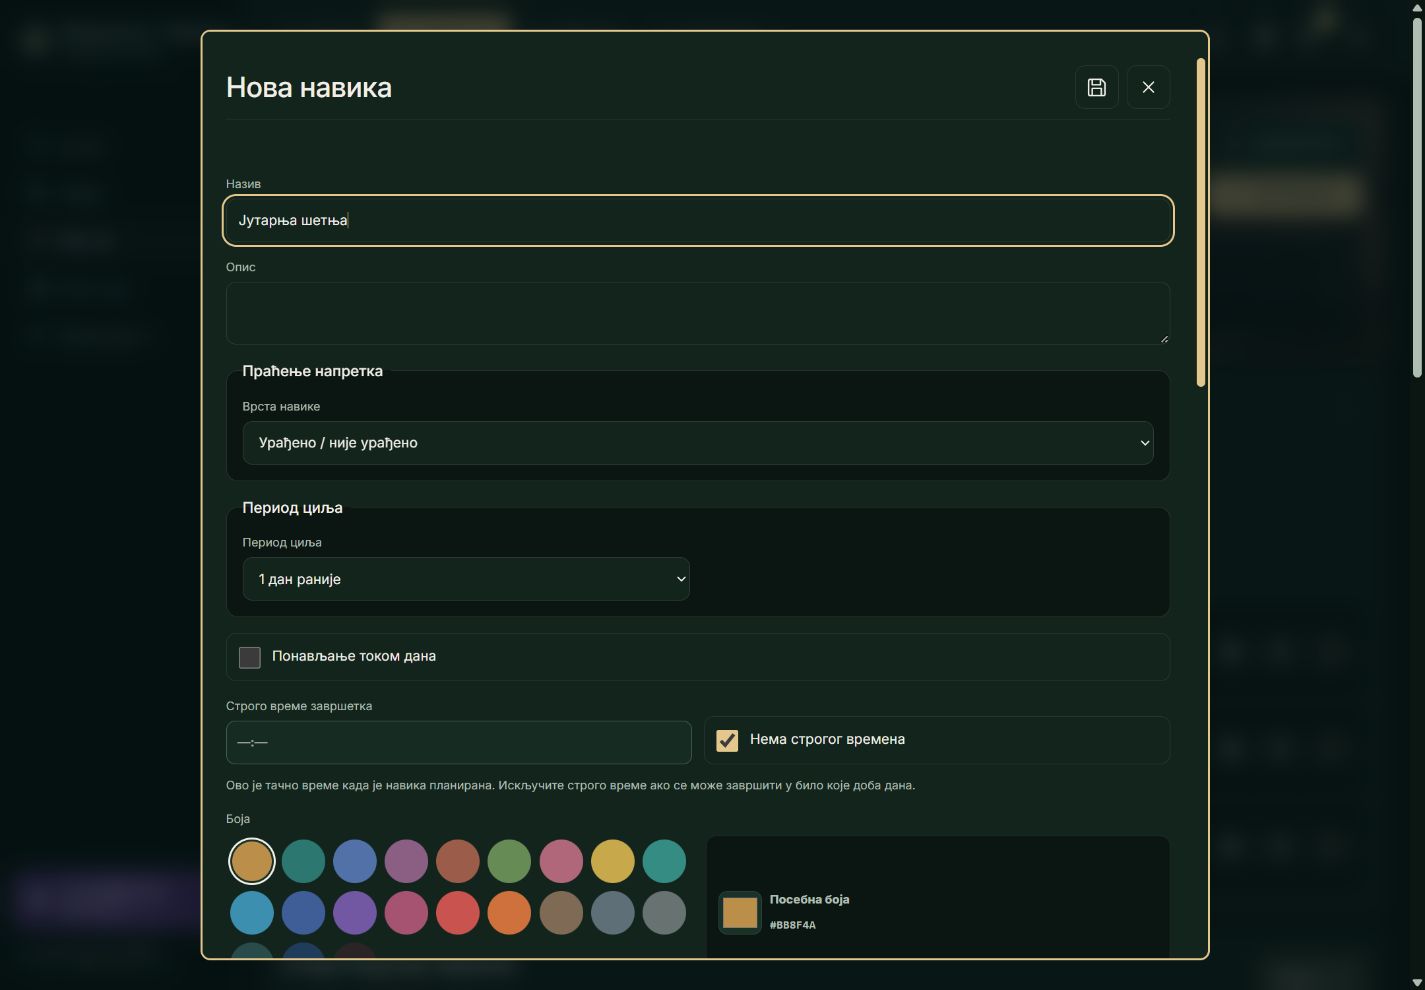 Нова навика
Назив
Јутарња шетња
Опис
Праћење напретка
Врста навике
Урађено / није урађено
Период циља
Период циља
1 дан раније
Понављање током дана
Строго време завршетка
—:—
Нема строгог времена
Ово је тачно време када је навика планирана. Искључите строго време ако се може завршити у било које доба дана.
Боја
Посебна боја
#BB8F4A